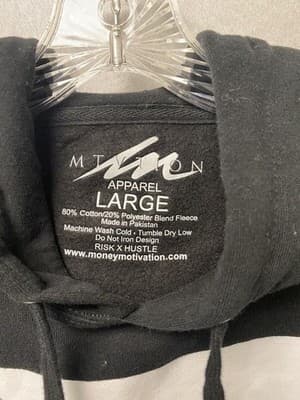 MTVTON
APPAREL
LARGE
80% Cotton/20% Polyester Blend Fleece
Made in Pakistan
Machine Wash Cold • Tumble Dry Low
Do Not Iron Design
RISK X HUSTLE
www.moneymotivation.com